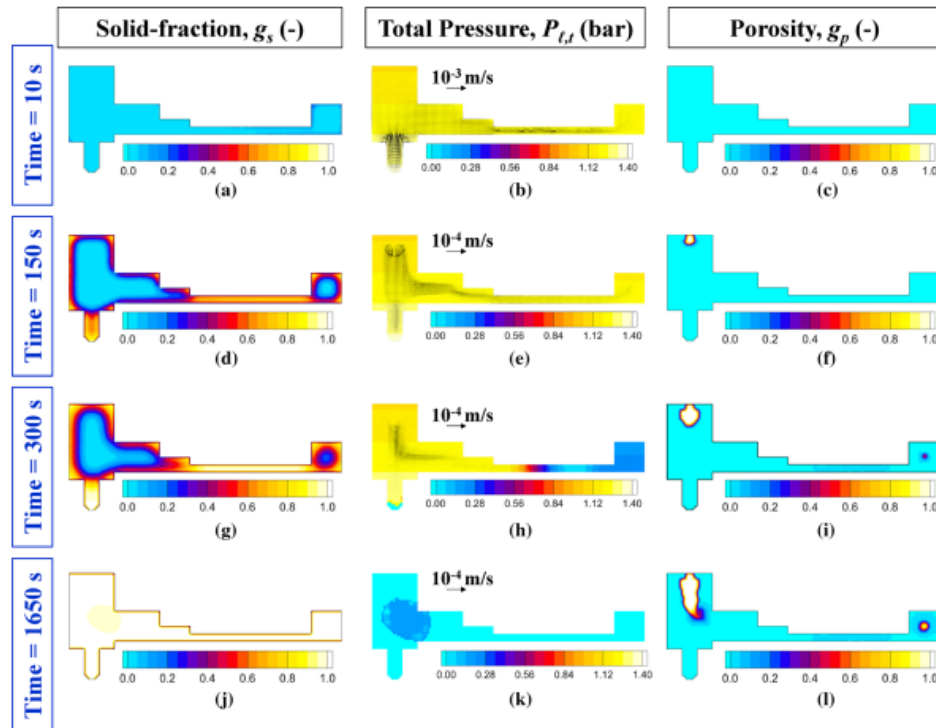 Solid-fraction, gₛ (-)
Total Pressure, Pℓ,t (bar)
Porosity, gₚ (-)
Time = 10 s
10⁻³ m/s
0.0 0.2 0.4 0.6 0.8 1.0
0.00 0.28 0.56 0.84 1.12 1.40
0.0 0.2 0.4 0.6 0.8 1.0
(a)
(b)
(c)
Time = 150 s
10⁻⁴ m/s
0.0 0.2 0.4 0.6 0.8 1.0
0.00 0.28 0.56 0.84 1.12 1.40
0.0 0.2 0.4 0.6 0.8 1.0
(d)
(e)
(f)
Time = 300 s
10⁻⁴ m/s
0.0 0.2 0.4 0.6 0.8 1.0
0.00 0.28 0.56 0.84 1.12 1.40
0.0 0.2 0.4 0.6 0.8 1.0
(g)
(h)
(i)
Time = 1650 s
10⁻⁴ m/s
0.0 0.2 0.4 0.6 0.8 1.0
0.00 0.28 0.56 0.84 1.12 1.40
0.0 0.2 0.4 0.6 0.8 1.0
(j)
(k)
(l)